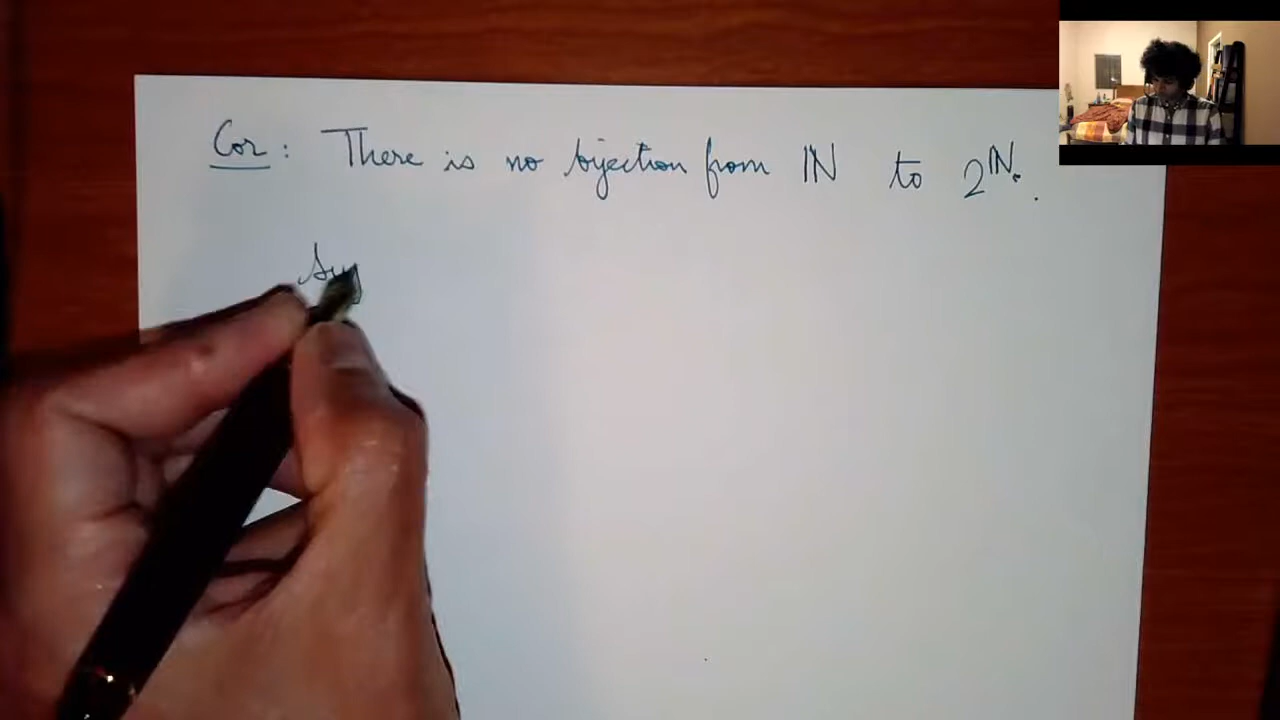 Cor : There is no bijection from ℕ to 2^ℕ.